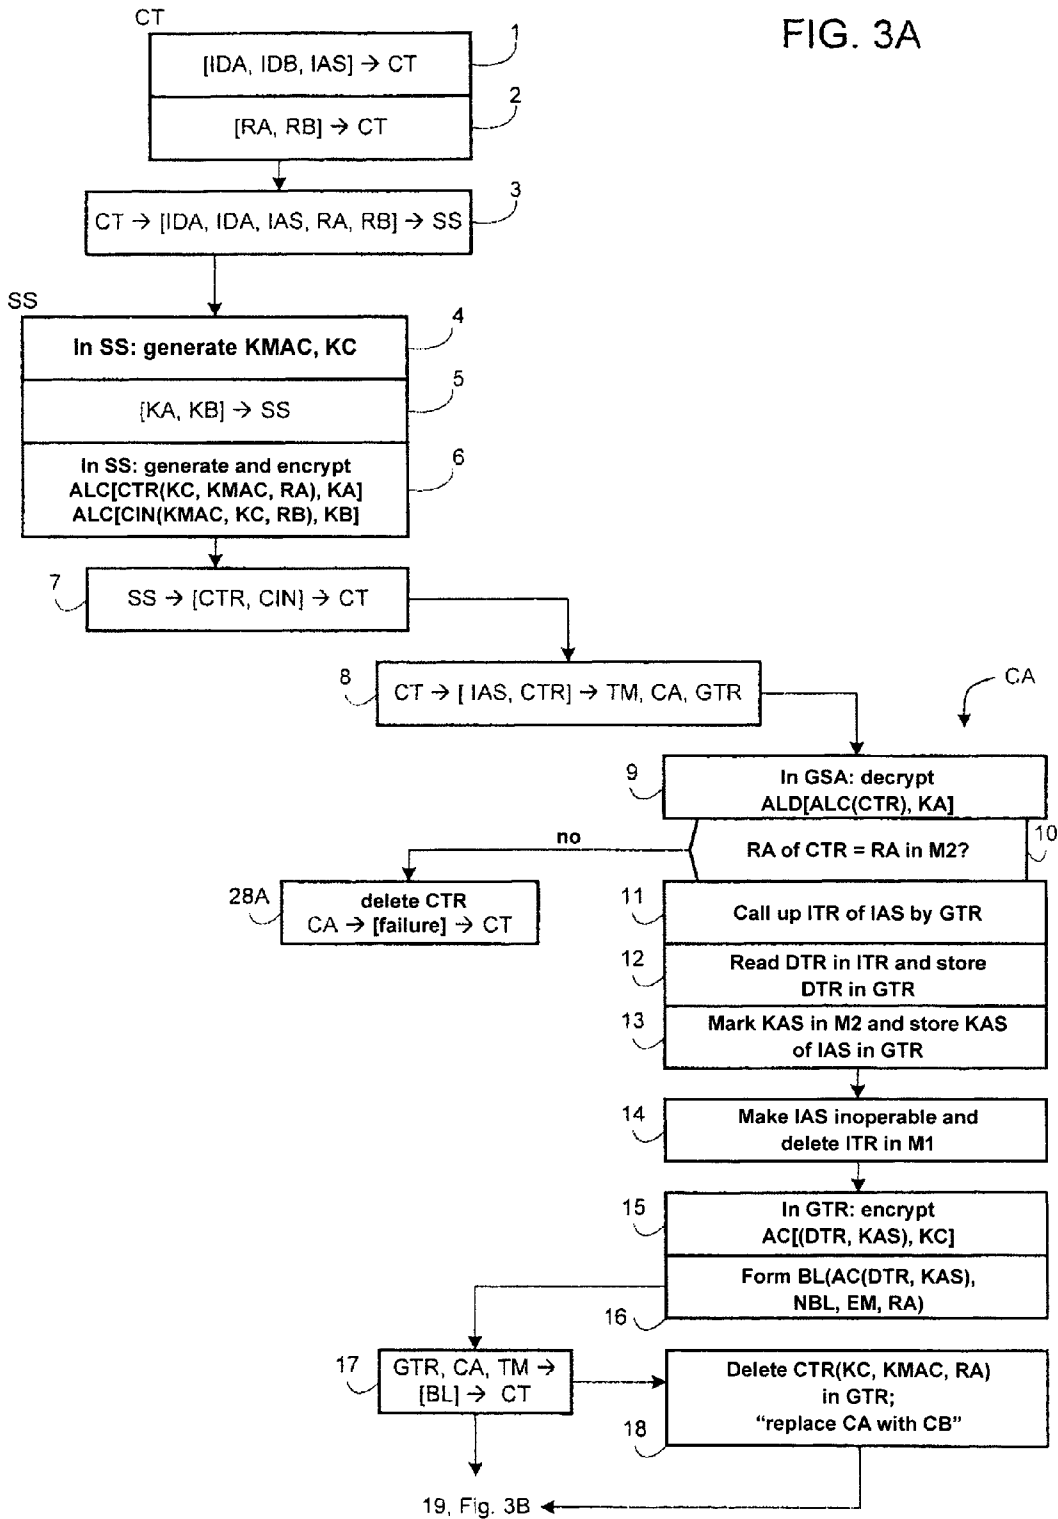 FIG. 3A
CT
1
[IDA, IDB, IAS] → CT
2
[RA, RB] → CT
3
CT → [IDA, IDA, IAS, RA, RB] → SS
SS
4
In SS: generate KMAC, KC
5
[KA, KB] → SS
6
In SS: generate and encrypt
ALC[CTR(KC, KMAC, RA), KA]
ALC[CIN(KMAC, KC, RB), KB]
7
SS → [CTR, CIN] → CT
8
CT → [ IAS, CTR] → TM, CA, GTR
CA
9
In GSA: decrypt
ALD[ALC(CTR), KA]
10
RA of CTR = RA in M2?
no
28A
delete CTR
CA → [failure] → CT
11
Call up ITR of IAS by GTR
12
Read DTR in ITR and store
DTR in GTR
13
Mark KAS in M2 and store KAS
of IAS in GTR
14
Make IAS inoperable and
delete ITR in M1
15
In GTR: encrypt
AC[(DTR, KAS), KC]
Form BL(AC(DTR, KAS),
NBL, EM, RA)
16
17
GTR, CA, TM →
[BL] → CT
Delete CTR(KC, KMAC, RA)
in GTR;
“replace CA with CB”
18
19, Fig. 3B